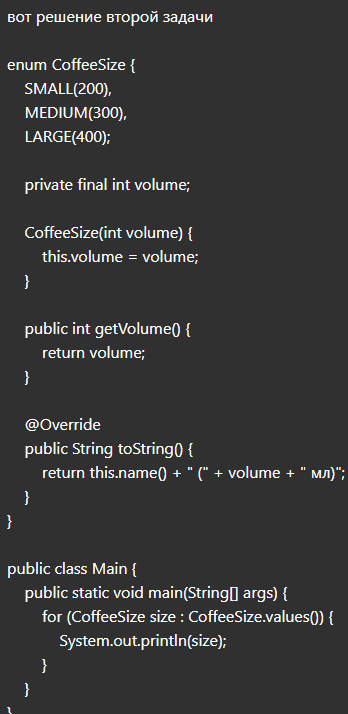 вот решение второй задачи
enum CoffeeSize {
SMALL(200),
MEDIUM(300),
LARGE(400);
private final int volume;
CoffeeSize(int volume) {
this.volume = volume;
}
public int getVolume() {
return volume;
}
@Override
public String toString() {
return this.name() + " (" + volume + " мл)";
}
}
public class Main {
public static void main(String[] args) {
for (CoffeeSize size : CoffeeSize.values()) {
System.out.println(size);
}
}
}